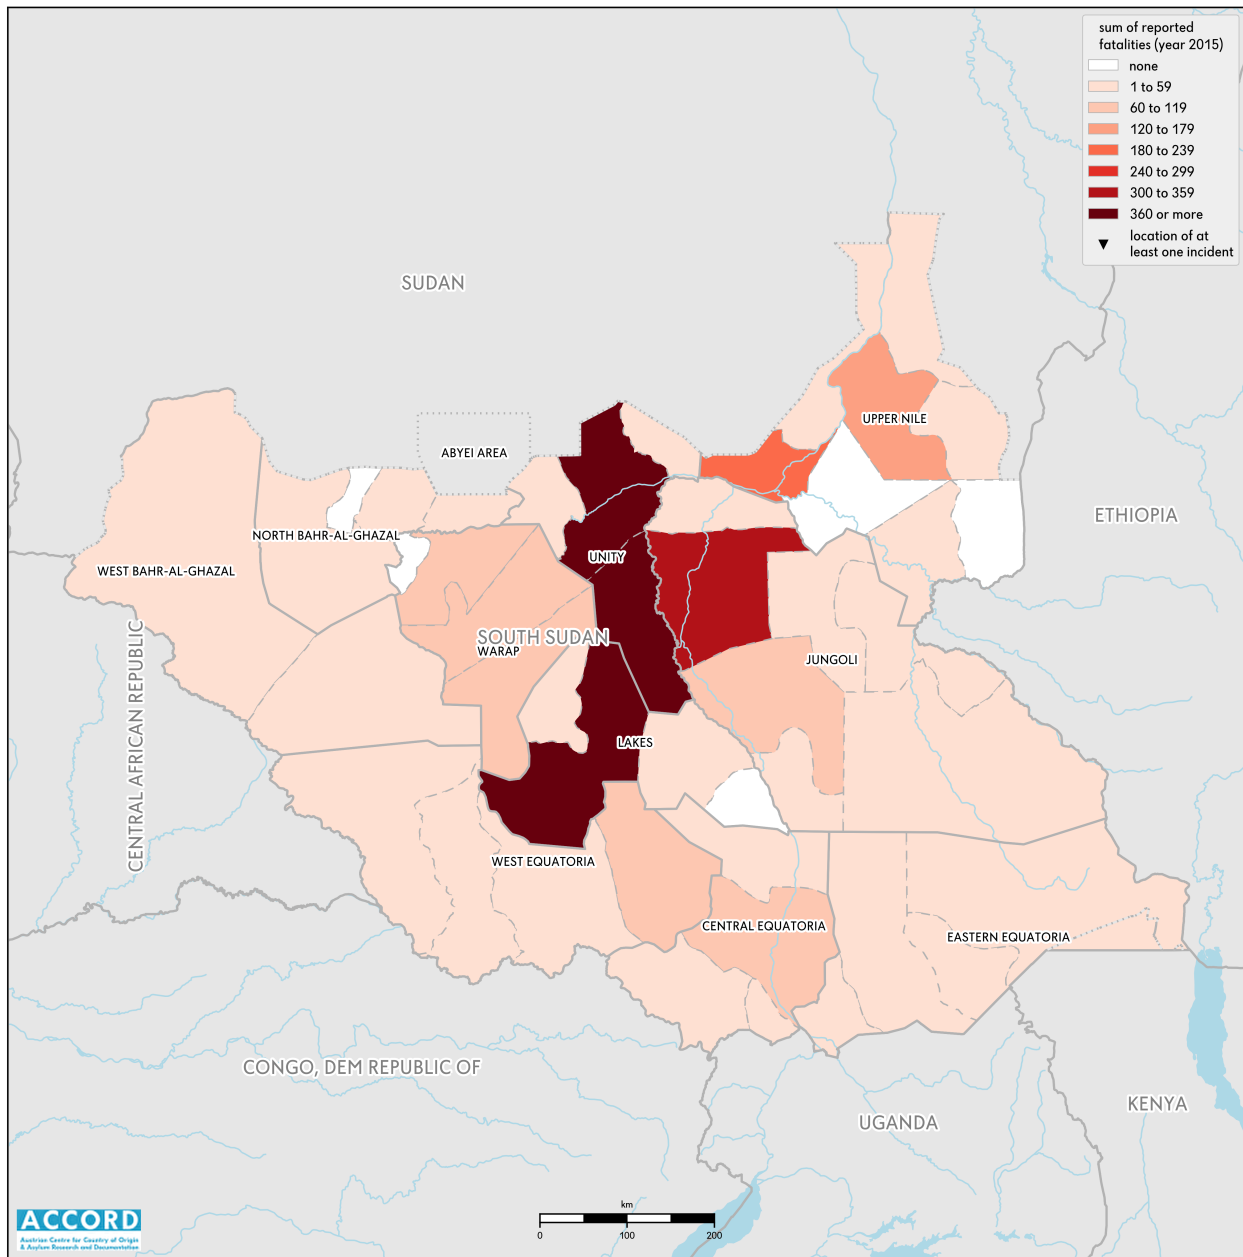 sum of reported
fatalities (year 2015)
none
1 to 59
60 to 119
120 to 179
180 to 239
240 to 299
300 to 359
360 or more
location of at
least one incident
SUDAN
UPPER NILE
ABYEI AREA
ETHIOPIA
NORTH BAHR-AL-GHAZAL
UNITY
WEST BAHR-AL-GHAZAL
SOUTH SUDAN
WARAP
JUNGOLI
CENTRAL AFRICAN REPUBLIC
LAKES
WEST EQUATORIA
CENTRAL EQUATORIA
EASTERN EQUATORIA
CONGO, DEM REPUBLIC OF
KENYA
UGANDA
km
0 100 200
ACCORD
Austrian Centre for Country of Origin
& Asylum Research and Documentation